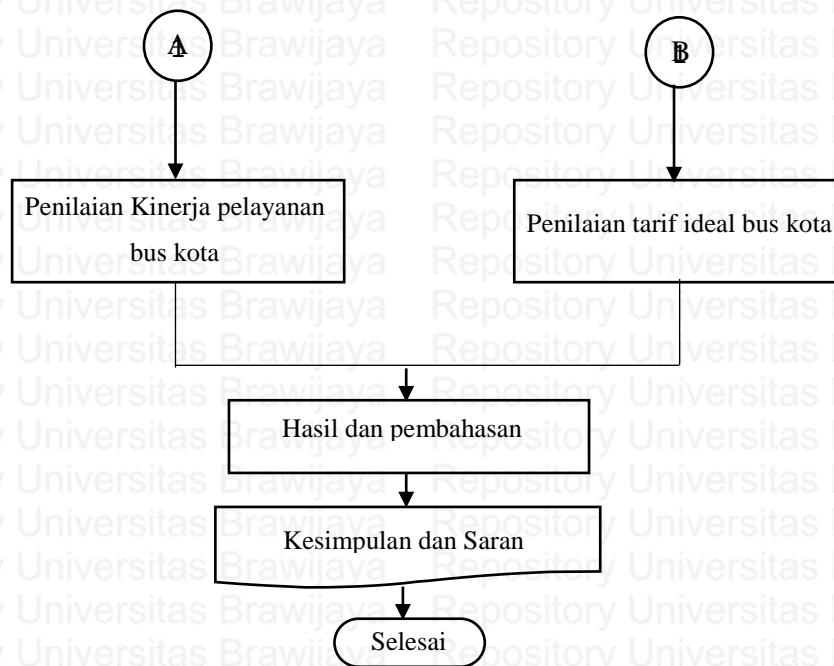 A B
Penilaian Kinerja pelayanan
bus kota
Penilaian tarif ideal bus kota
Hasil dan pembahasan
Kesimpulan dan Saran
Selesai